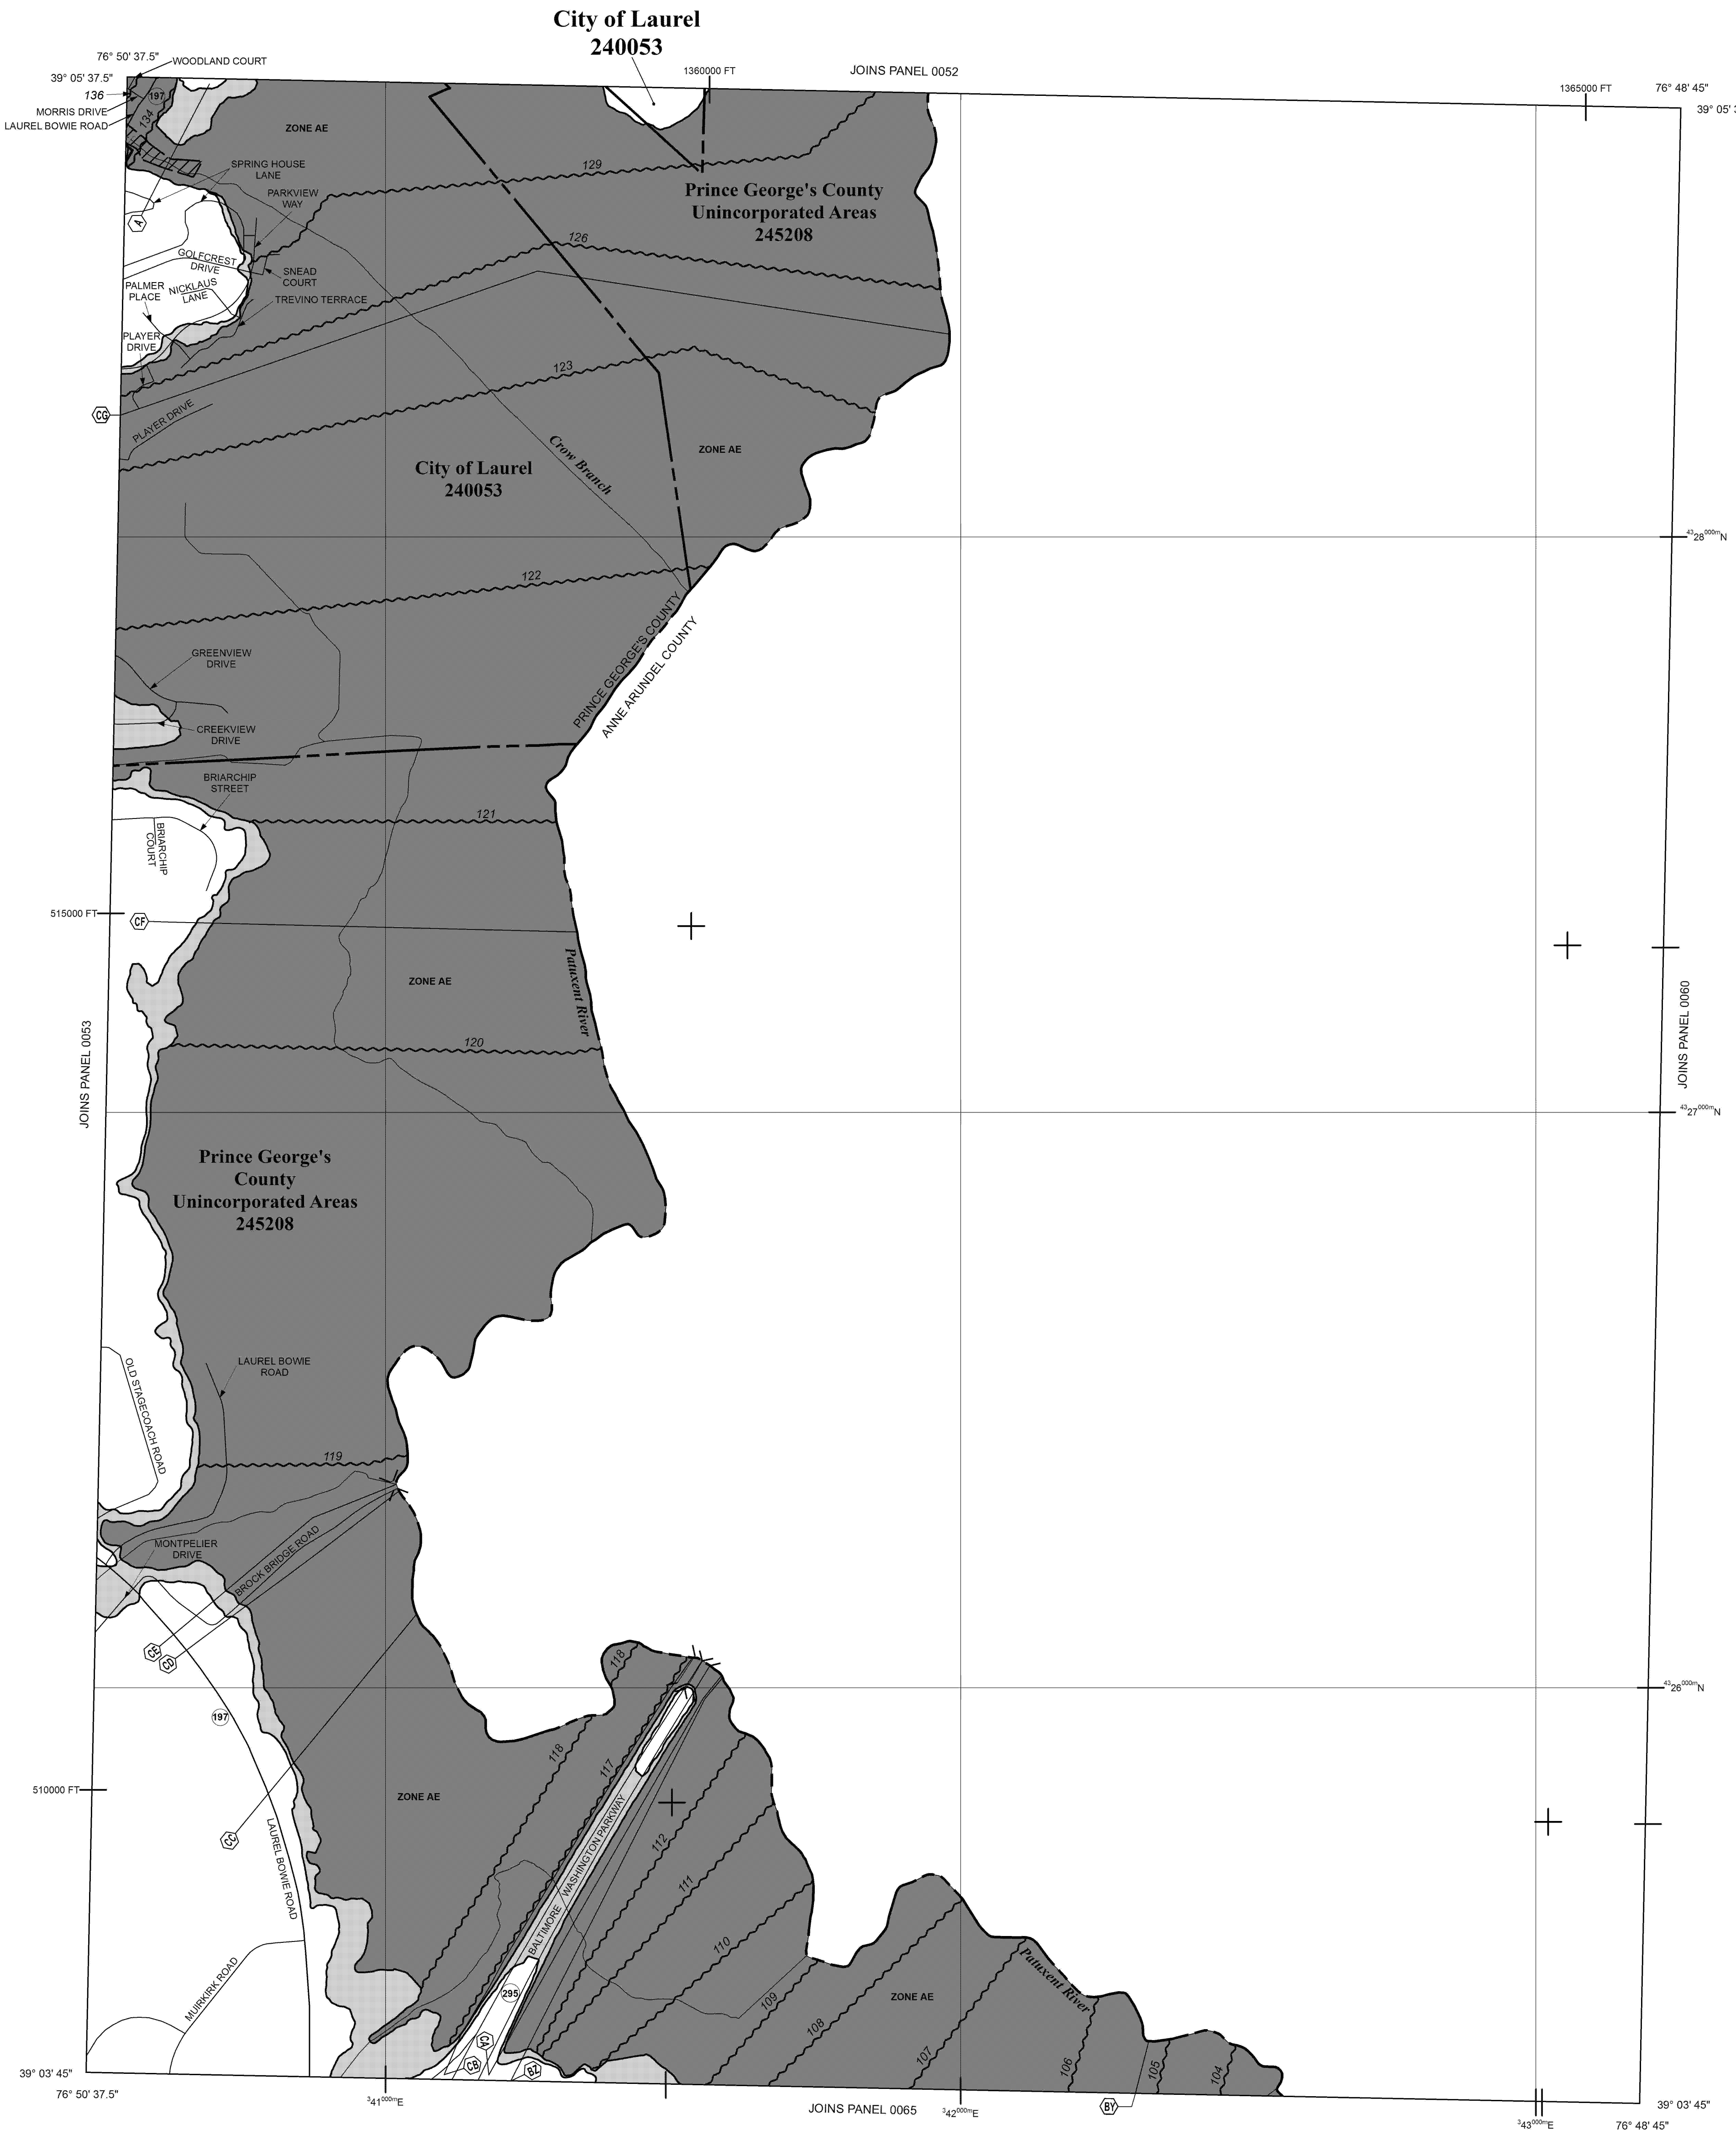 City of Laurel
240053
76° 50' 37.5"
WOODLAND COURT
1360000 FT
JOINS PANEL 0052
1365000 FT
76° 48' 45"
39° 05' 37.5"
136
197
39° 05'
MORRIS DRIVE
134
LAUREL BOWIE ROAD
ZONE AE
SPRING HOUSE
LANE
129
PARKVIEW
WAY
Prince George's County
Unincorporated Areas
245208
A
126
GOLFCREST
DRIVE
SNEAD
COURT
PALMER
PLACE
NICKLAUS
LANE
TREVINO TERRACE
PLAYER
DRIVE
123
CG
PLAYER DRIVE
ZONE AE
Crow Branch
City of Laurel
240053
4328000mN
122
PRINCE GEORGE'S COUNTY
ANNE ARUNDEL COUNTY
GREENVIEW
DRIVE
CREEKVIEW
DRIVE
BRIARCHIP
STREET
121
BRIARCHIP
COURT
515000 FT
CF
Patuxent River
ZONE AE
JOINS PANEL 0053
JOINS PANEL 0060
120
4327000mN
Prince George's
County
Unincorporated Areas
245208
LAUREL BOWIE
ROAD
OLD STAGECOACH ROAD
119
MONTPELIER
DRIVE
BROCK BRIDGE ROAD
CE
CD
118
4326000mN
197
118
117
510000 FT
ZONE AE
CC
LAUREL BOWIE ROAD
BALTIMORE WASHINGTON PARKWAY
112
111
110
MUIRKIRK ROAD
295
109
108
ZONE AE
Patuxent River
107
106
105
104
CA
CB
BZ
BY
39° 03' 45"
76° 50' 37.5"
341000mE
JOINS PANEL 0065
342000mE
343000mE
39° 03' 45"
76° 48' 45"